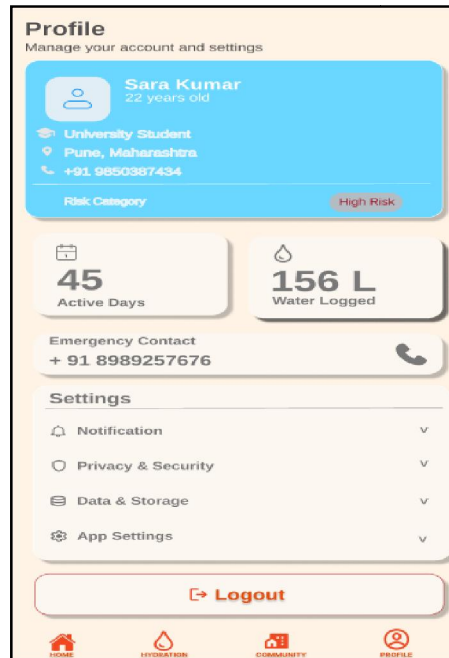 Profile
Manage your account and settings
Sara Kumar
22 years old
University Student
Pune, Maharashtra
+91 9850387434
Risk Category
High Risk
45
Active Days
156 L
Water Logged
Emergency Contact
+ 91 8989257676
Settings
Notification
Privacy & Security
Data & Storage
App Settings
Logout
HOME HYDRATION COMMUNITY PROFILE